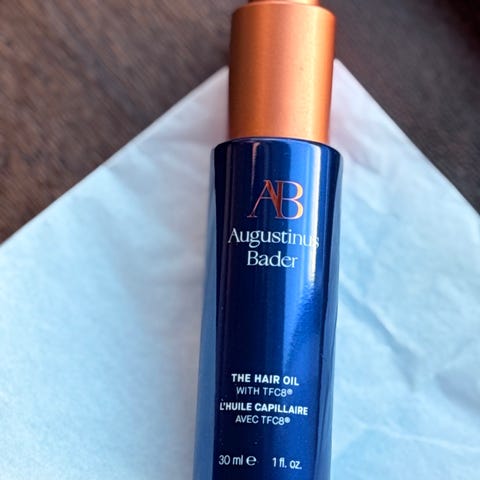 AB
Augustinus
Bader
THE HAIR OIL
WITH TFC8®
L'HUILE CAPILLAIRE
AVEC TFC8®
30 ml ℮ 1 fl. oz.